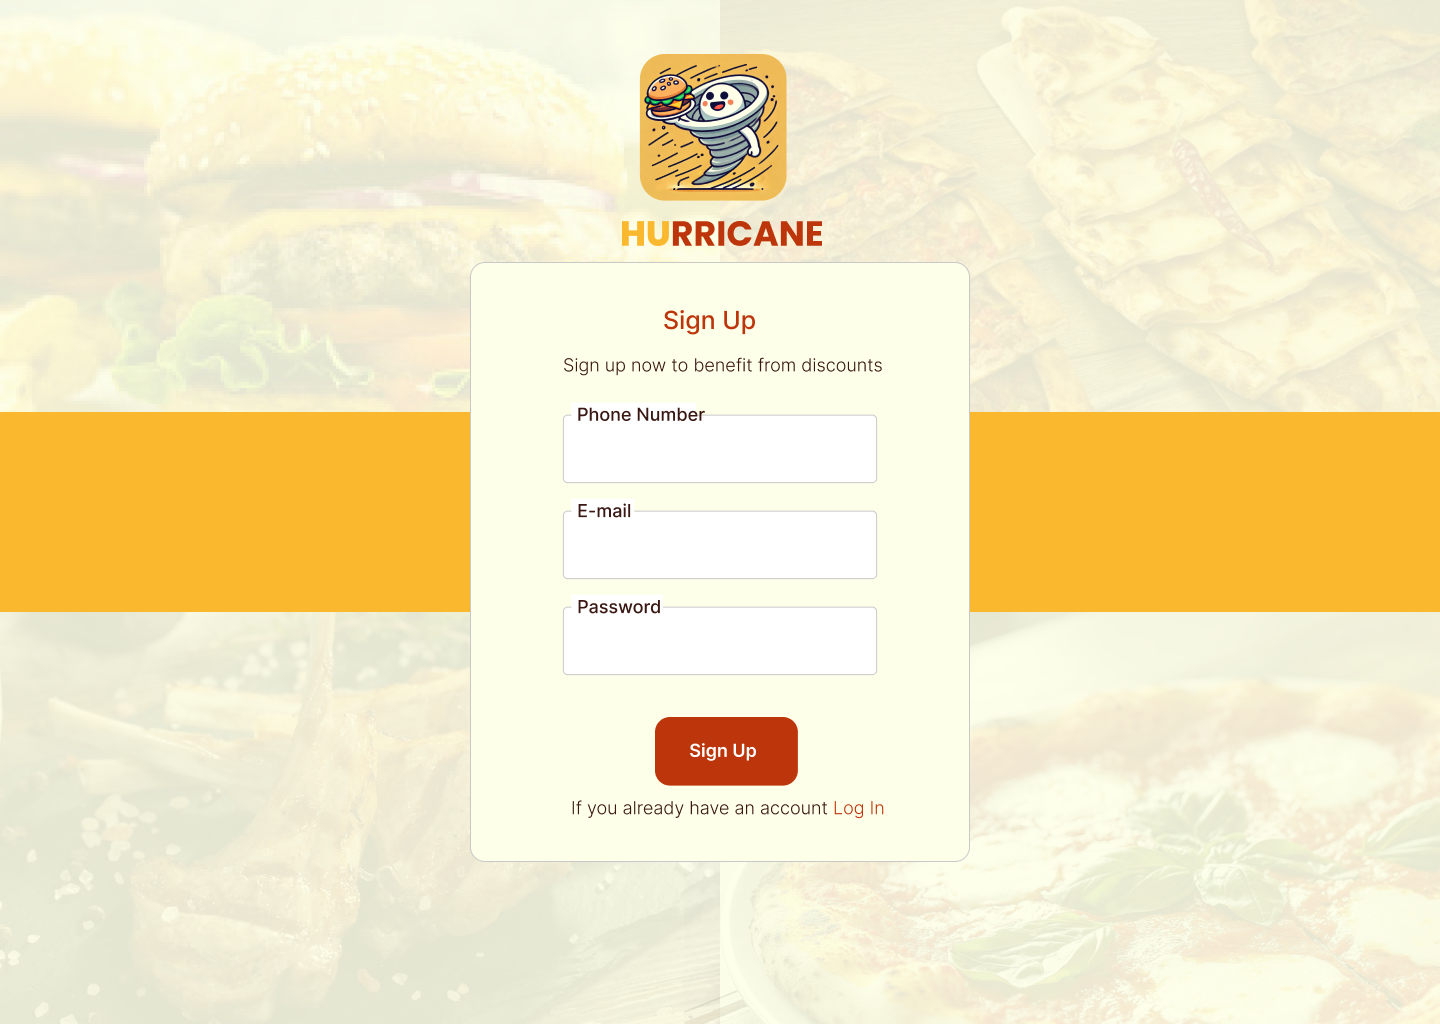 HURRICANE
Sign Up
Sign up now to benefit from discounts
Phone Number
E-mail
Password
Sign Up
If you already have an account Log In